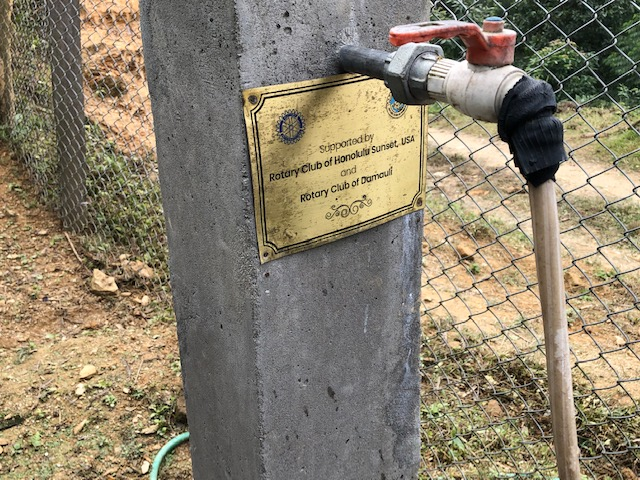 Supported by
Rotary Club of Honolulu Sunset, USA
and
Rotary Club of Damauli